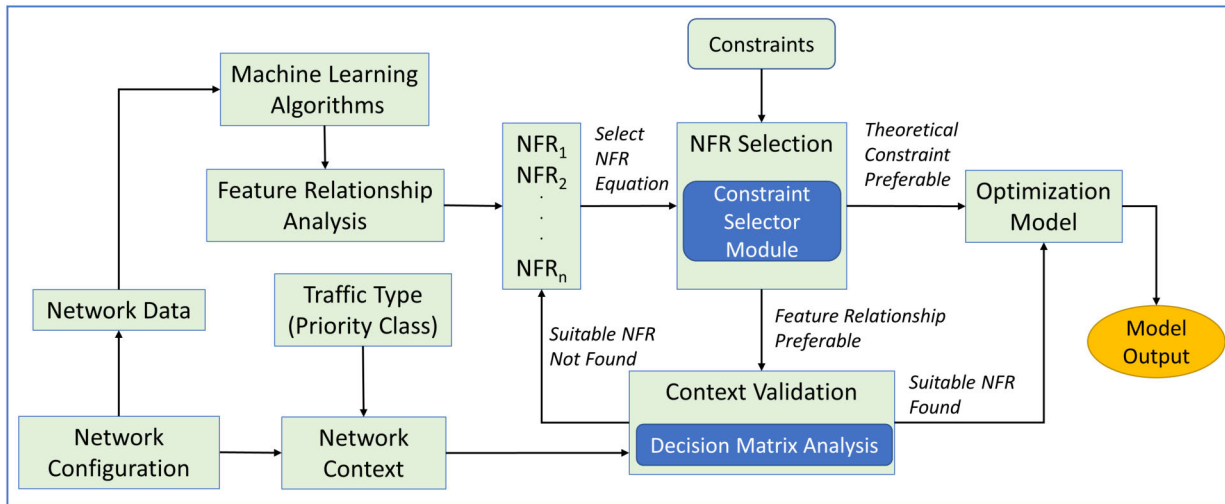 Constraints
Machine Learning
Algorithms
Feature Relationship
Analysis
NFR₁
NFR₂
.
.
.
NFRₙ
Select
NFR
Equation
NFR Selection
Constraint
Selector
Module
Theoretical
Constraint
Preferable
Optimization
Model
Network Data
Traffic Type
(Priority Class)
Suitable NFR
Not Found
Feature Relationship
Preferable
Model
Output
Network
Configuration
Network
Context
Context Validation
Decision Matrix Analysis
Suitable NFR
Found